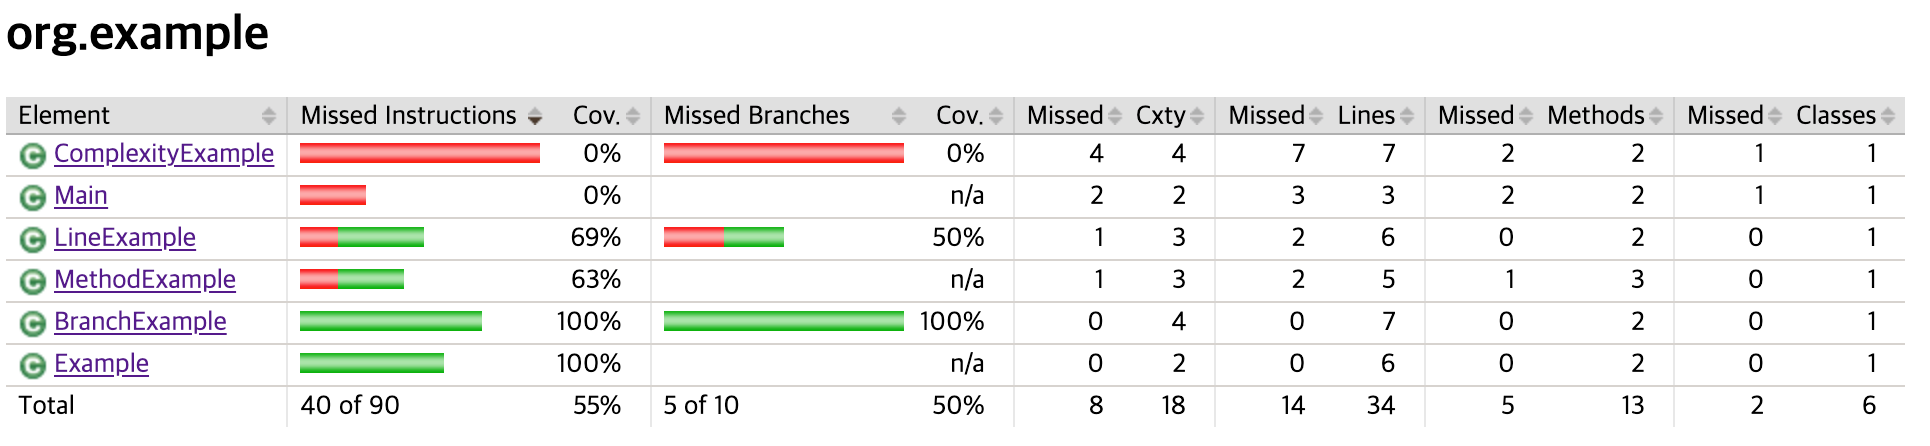 org.example
Element Missed Instructions Cov. Missed Branches Cov. Missed Cxty Missed Lines Missed Methods Missed Classes
C ComplexityExample 0% 0% 4 4 7 7 2 2 1 1
C Main 0% n/a 2 2 3 3 2 2 1 1
C LineExample 69% 50% 1 3 2 6 0 2 0 1
C MethodExample 63% n/a 1 3 2 5 1 3 0 1
C BranchExample 100% 100% 0 4 0 7 0 2 0 1
C Example 100% n/a 0 2 0 6 0 2 0 1
Total 40 of 90 55% 5 of 10 50% 8 18 14 34 5 13 2 6